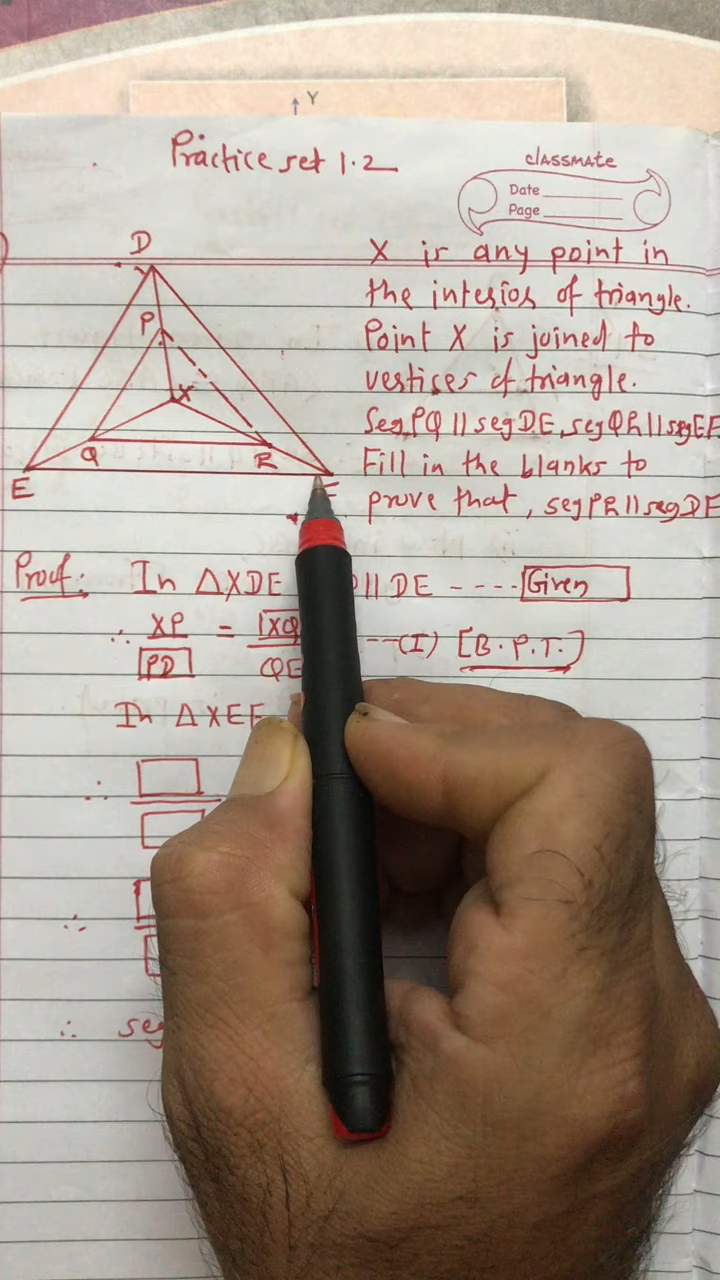 Y
Practice set 1.2
classmate
Date
Page
D
P
X
Q
R
E
X is any point in
the interior of triangle.
Point X is joined to
vertices of triangle.
Seg PQ || seg DE, seg QR || seg EF
Fill in the blanks to
prove that, seg PR || seg DF
Proof: In △XDE || DE ---- Given
∴ XP / PD = XQ / QE --- (I) [B.P.T.]
In △XEF
∴
∴
∴ seg